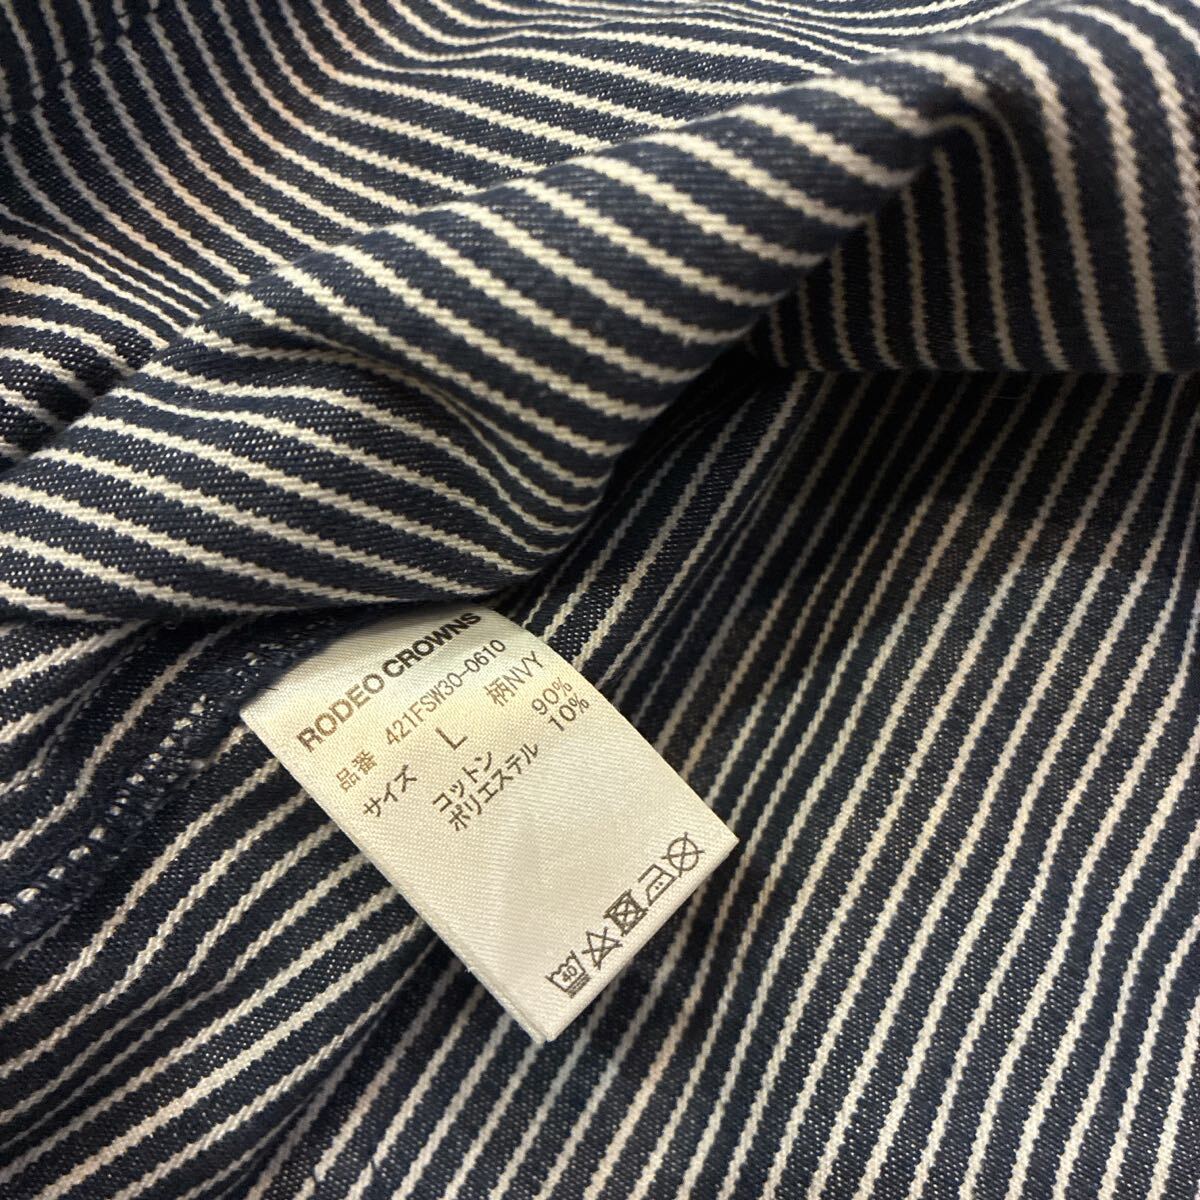 RODEO CROWNS
品番 421FSW30-0610
サイズ L 柄NVY
コットン 90%
ポリエステル 10%
40